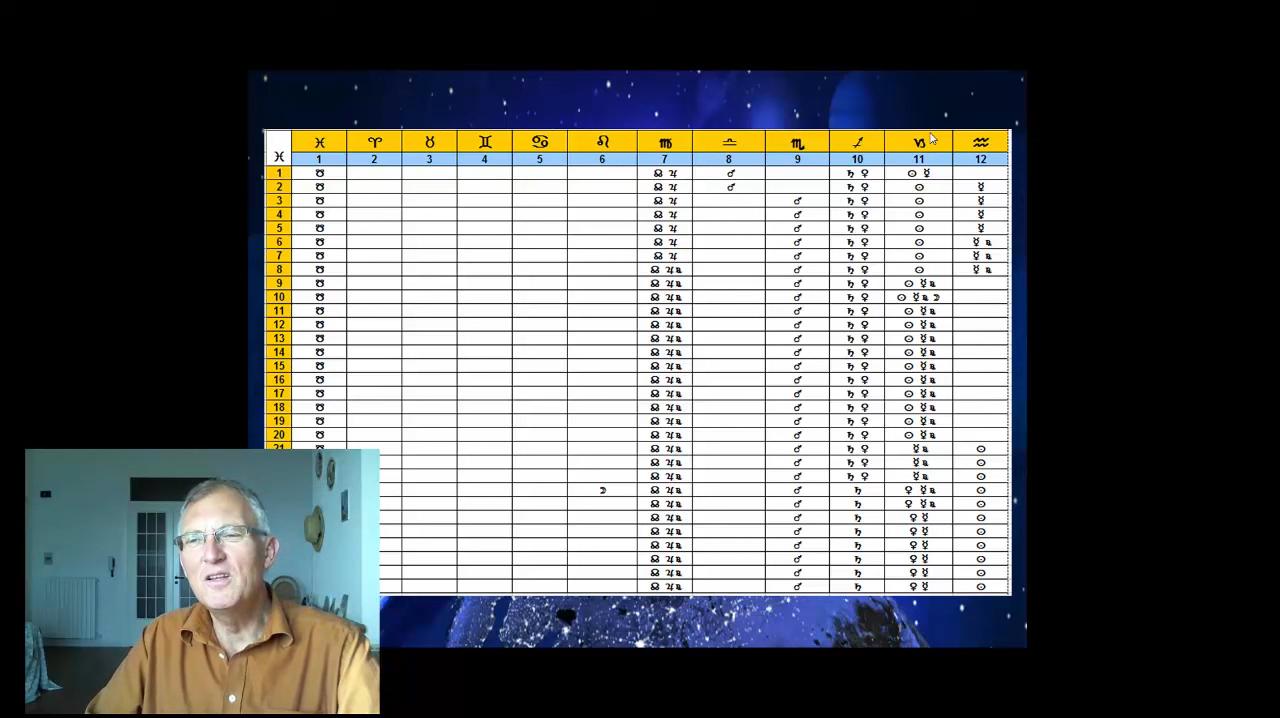 ♓ ♈ ♉ ♊ ♋ ♌ ♍ ♎ ♏ ♐ ♑ ♒
♓ 1 2 3 4 5 6 7 8 9 10 11 12
1 ☋ ☊ ♃ ♂ ♄ ♀ ☉ ☿
2 ☋ ☊ ♃ ♂ ♄ ♀ ☉ ☿
3 ☋ ☊ ♃ ♂ ♄ ♀ ☉ ☿
4 ☋ ☊ ♃ ♂ ♄ ♀ ☉ ☿
5 ☋ ☊ ♃ ♂ ♄ ♀ ☉ ☿
6 ☋ ☊ ♃ ♂ ♄ ♀ ☉ ☿ ℞
7 ☋ ☊ ♃ ♂ ♄ ♀ ☉ ☿ ℞
8 ☋ ☊ ♃℞ ♂ ♄ ♀ ☉ ☿ ℞
9 ☋ ☊ ♃℞ ♂ ♄ ♀ ☉ ☿℞
10 ☋ ☊ ♃℞ ♂ ♄ ♀ ☉ ☿℞☽
11 ☋ ☊ ♃℞ ♂ ♄ ♀ ☉ ☿℞
12 ☋ ☊ ♃℞ ♂ ♄ ♀ ☉ ☿℞
13 ☋ ☊ ♃℞ ♂ ♄ ♀ ☉ ☿℞
14 ☋ ☊ ♃℞ ♂ ♄ ♀ ☉ ☿℞
15 ☋ ☊ ♃℞ ♂ ♄ ♀ ☉ ☿℞
16 ☋ ☊ ♃℞ ♂ ♄ ♀ ☉ ☿℞
17 ☋ ☊ ♃℞ ♂ ♄ ♀ ☉ ☿℞
18 ☋ ☊ ♃℞ ♂ ♄ ♀ ☉ ☿℞
19 ☋ ☊ ♃℞ ♂ ♄ ♀ ☉ ☿℞
20 ☋ ☊ ♃℞ ♂ ♄ ♀ ☉ ☿℞
21 ☋ ☊ ♃℞ ♂ ♄ ♀ ☿℞ ☉
☊ ♃℞ ♂ ♄ ♀ ☿℞ ☉
☊ ♃℞ ♂ ♄ ♀ ☿℞ ☉
☽ ☊ ♃℞ ♂ ♄ ♀ ☿℞ ☉
☊ ♃℞ ♂ ♄ ♀ ☿℞ ☉
☊ ♃℞ ♂ ♄ ♀☿ ☉
☊ ♃℞ ♂ ♄ ♀☿ ☉
☊ ♃℞ ♂ ♄ ♀☿ ☉
☊ ♃℞ ♂ ♄ ♀☿ ☉
☊ ♃℞ ♂ ♄ ♀☿ ☉
☊ ♃℞ ♂ ♄ ♀☿ ☉